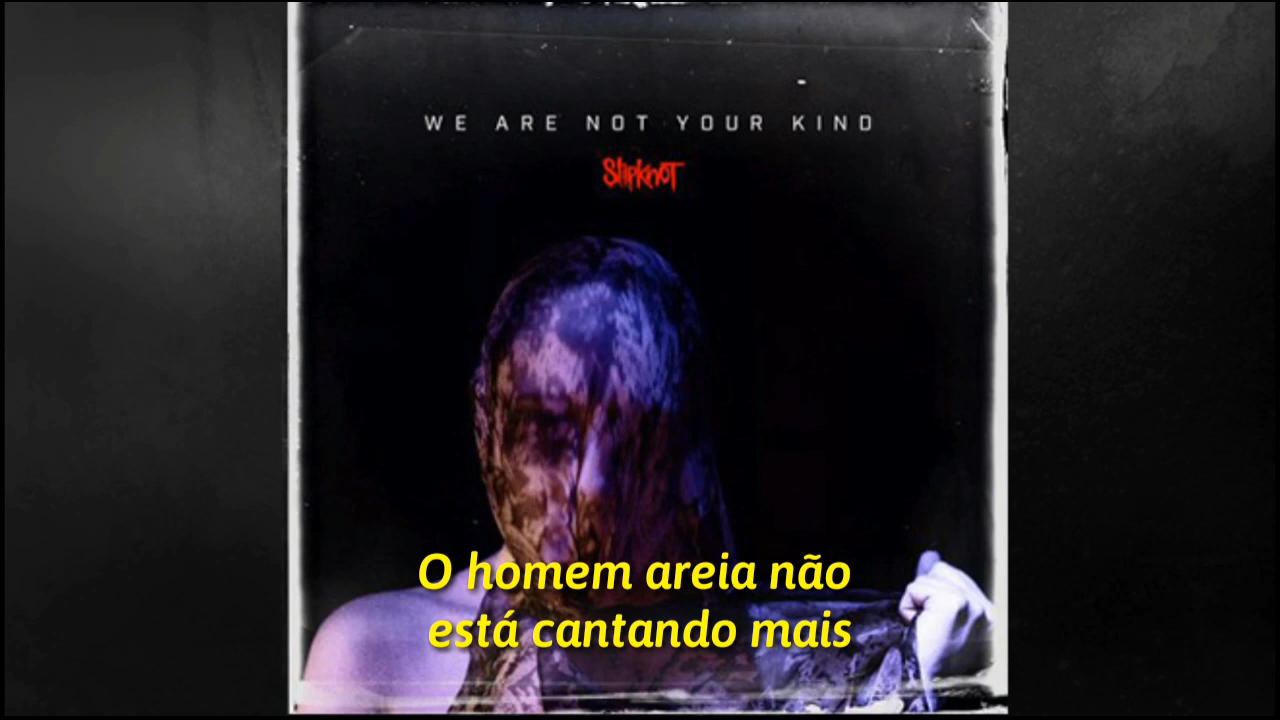 WE ARE NOT YOUR KIND
SlipknoT
O homem areia não
está cantando mais